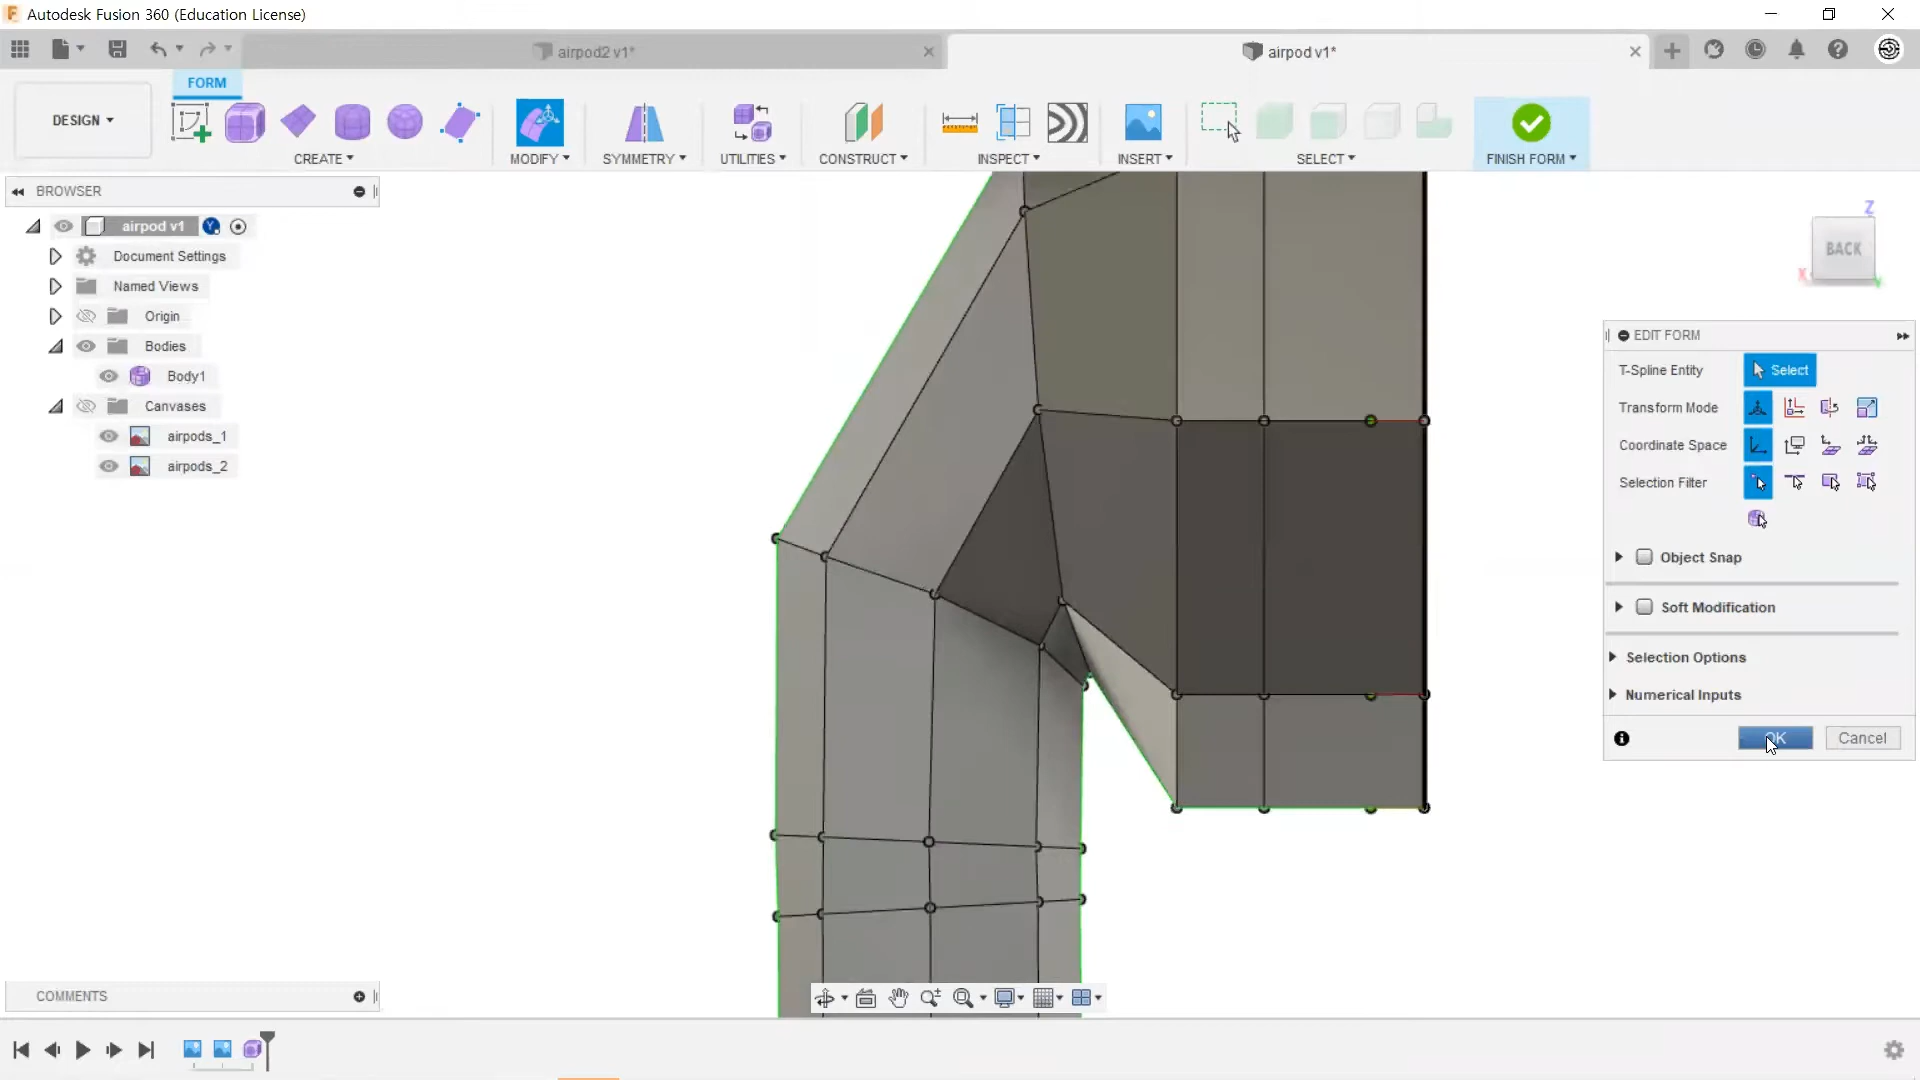 Autodesk Fusion 360 (Education License)
airpod2 v1*
airpod v1*
FORM
DESIGN
CREATE
MODIFY
SYMMETRY
UTILITIES
CONSTRUCT
INSPECT
INSERT
SELECT
FINISH FORM
BROWSER
airpod v1
Document Settings
Named Views
Origin
Bodies
Body1
Canvases
airpods_1
airpods_2
Z
BACK
X
Y
EDIT FORM
T-Spline Entity
Select
Transform Mode
Coordinate Space
Selection Filter
Object Snap
Soft Modification
Selection Options
Numerical Inputs
OK
Cancel
COMMENTS